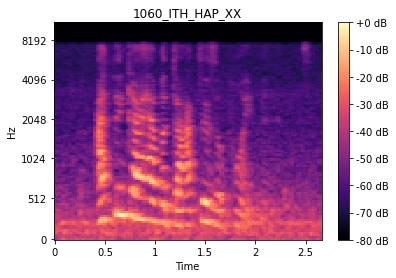 1060_ITH_HAP_XX
Hz
8192
4096
2048
1024
512
0
0
0.5
1
1.5
2
2.5
Time
+0 dB
-10 dB
-20 dB
-30 dB
-40 dB
-50 dB
-60 dB
-70 dB
-80 dB